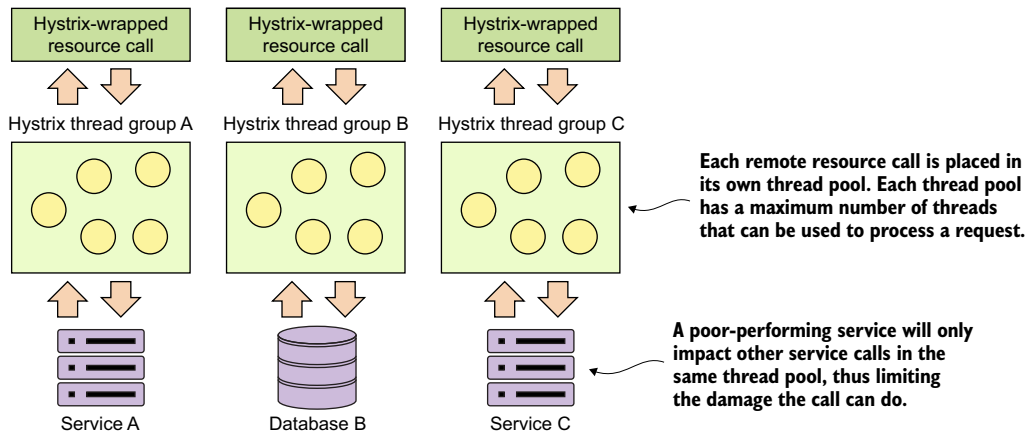 Hystrix-wrapped
resource call
Hystrix-wrapped
resource call
Hystrix-wrapped
resource call
Hystrix thread group A
Hystrix thread group B
Hystrix thread group C
Each remote resource call is placed in
its own thread pool. Each thread pool
has a maximum number of threads
that can be used to process a request.
A poor-performing service will only
impact other service calls in the
same thread pool, thus limiting
the damage the call can do.
Service A
Database B
Service C